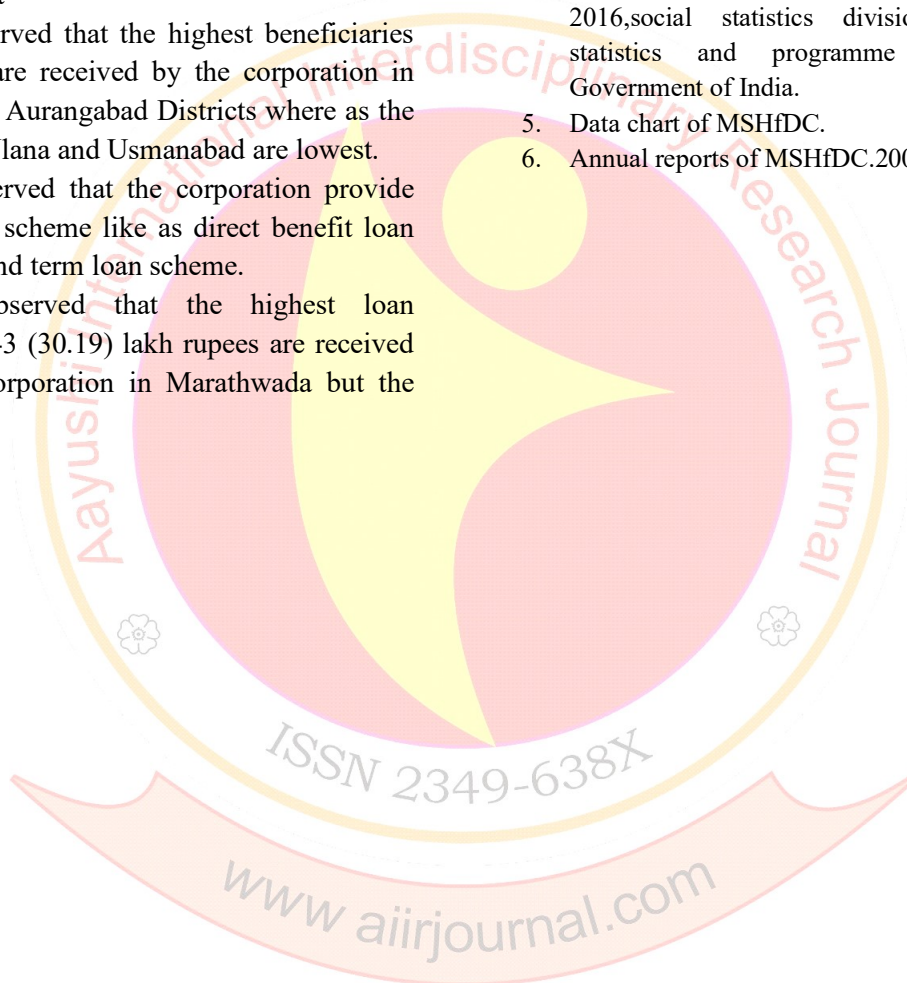 rved that the highest beneficiaries
are received by the corporation in
Aurangabad Districts where as the
lana and Usmanabad are lowest.
erved that the corporation provide
scheme like as direct benefit loan
nd term loan scheme.
bserved that the highest loan
43 (30.19) lakh rupees are received
orporation in Marathwada but the
2016,social statistics divisio
statistics and programme
Government of India.
5. Data chart of MSHfDC.
6. Annual reports of MSHfDC.200
Aayushi International Interdisciplinary Research Journal
ISSN 2349-638X
www aiirjournal.com